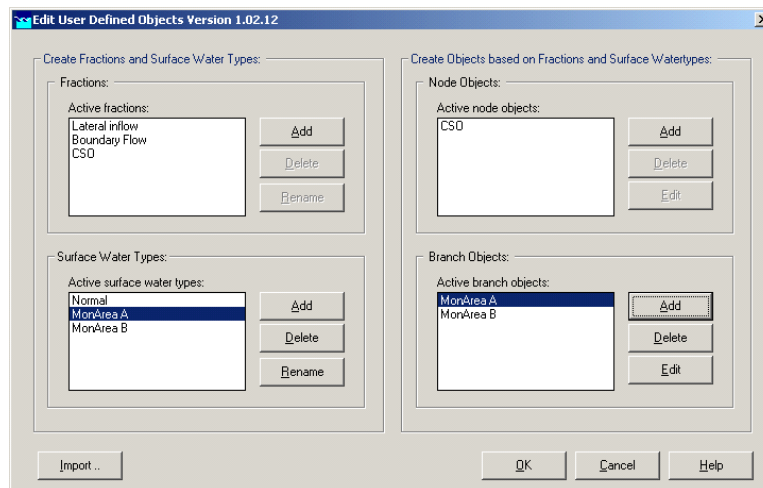 Edit User Defined Objects Version 1.02.12
Create Fractions and Surface Water Types:
Fractions:
Active fractions:
Lateral inflow
Boundary Flow
CSO
Add
Delete
Rename
Surface Water Types:
Active surface water types:
Normal
MonArea A
MonArea B
Add
Delete
Rename
Create Objects based on Fractions and Surface Watertypes:
Node Objects:
Active node objects:
CSO
Add
Delete
Edit
Branch Objects:
Active branch objects:
MonArea A
MonArea B
Add
Delete
Edit
Import ..
OK
Cancel
Help